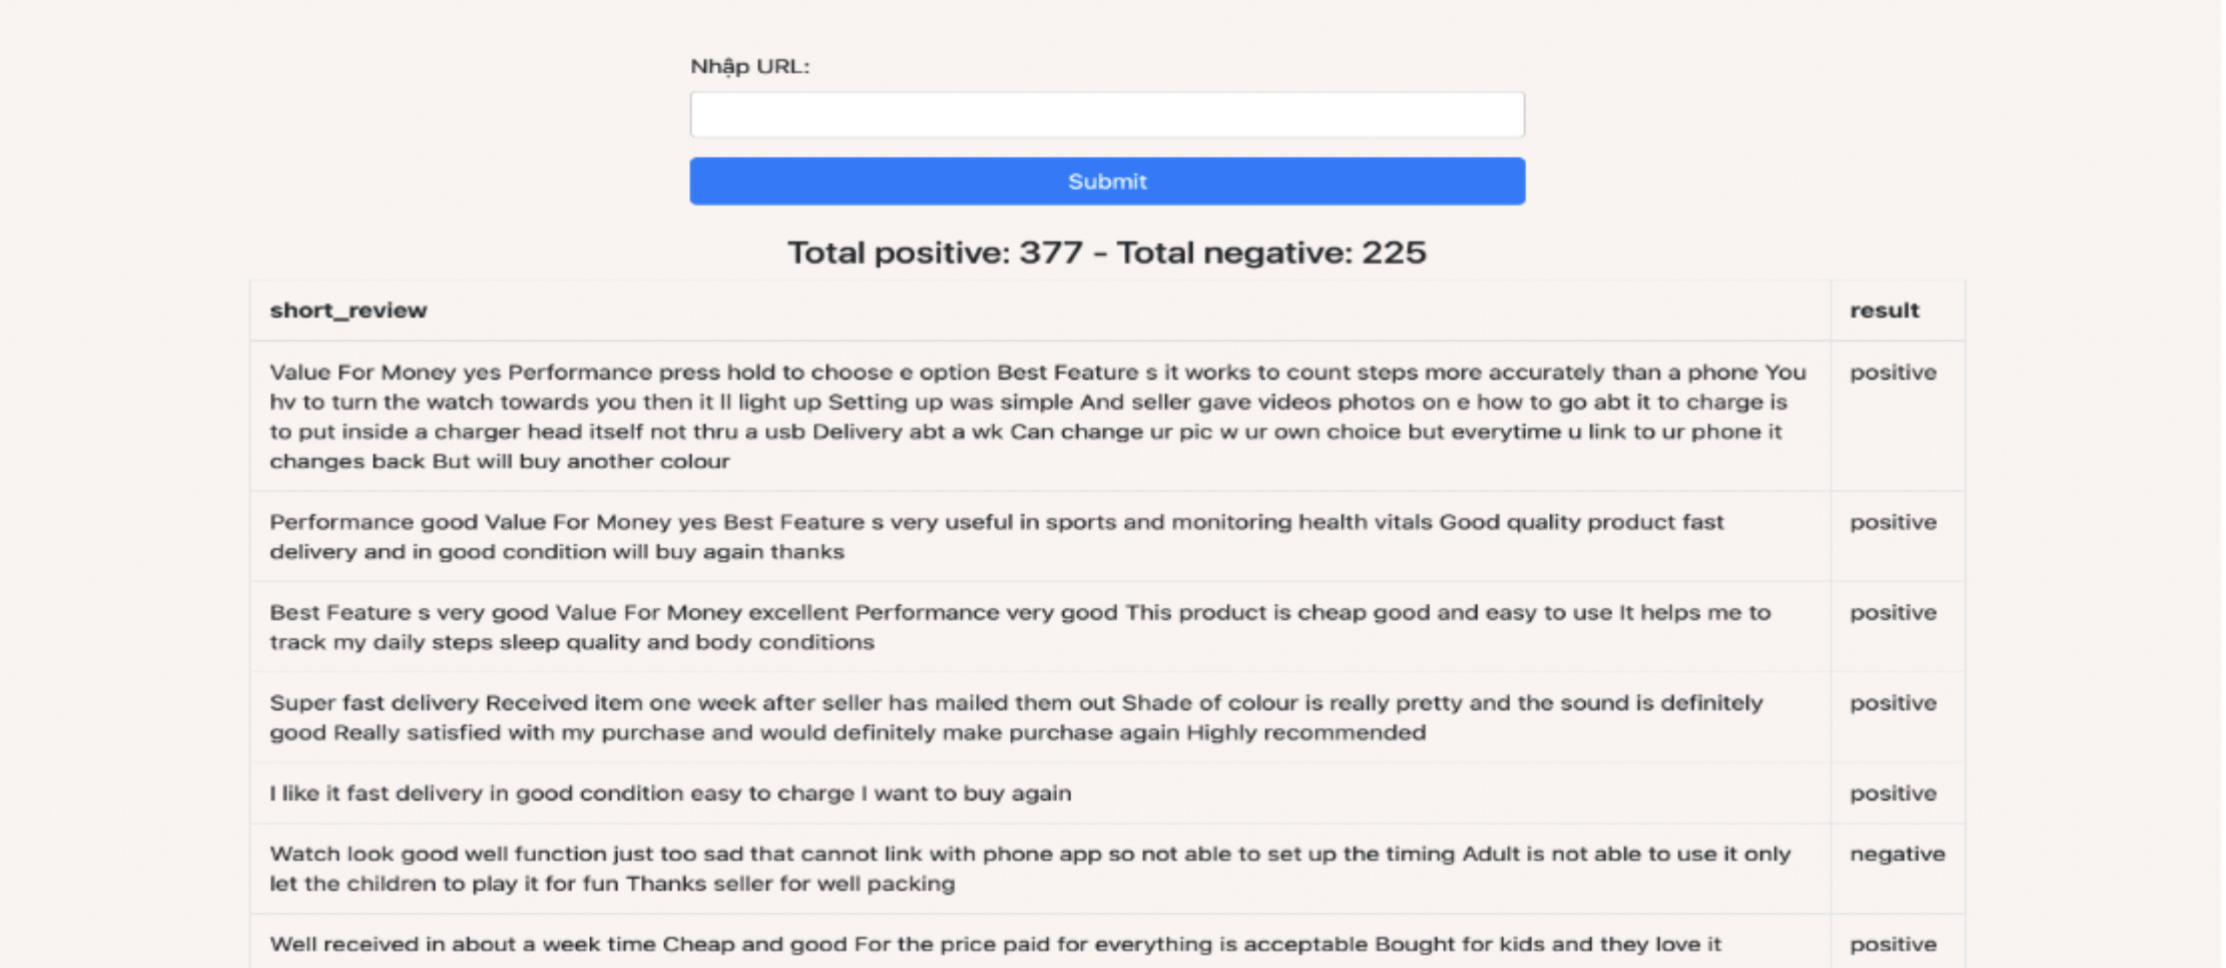 Nhập URL:
Submit
Total positive: 377 - Total negative: 225
short_review result
Value For Money yes Performance press hold to choose e option Best Feature s it works to count steps more accurately than a phone You positive
hv to turn the watch towards you then it ll light up Setting up was simple And seller gave videos photos on e how to go abt it to charge is
to put inside a charger head itself not thru a usb Delivery abt a wk Can change ur pic w ur own choice but everytime u link to ur phone it
changes back But will buy another colour
Performance good Value For Money yes Best Feature s very useful in sports and monitoring health vitals Good quality product fast positive
delivery and in good condition will buy again thanks
Best Feature s very good Value For Money excellent Performance very good This product is cheap good and easy to use It helps me to positive
track my daily steps sleep quality and body conditions
Super fast delivery Received item one week after seller has mailed them out Shade of colour is really pretty and the sound is definitely positive
good Really satisfied with my purchase and would definitely make purchase again Highly recommended
I like it fast delivery in good condition easy to charge I want to buy again positive
Watch look good well function just too sad that cannot link with phone app so not able to set up the timing Adult is not able to use it only negative
let the children to play it for fun Thanks seller for well packing
Well received in about a week time Cheap and good For the price paid for everything is acceptable Bought for kids and they love it positive